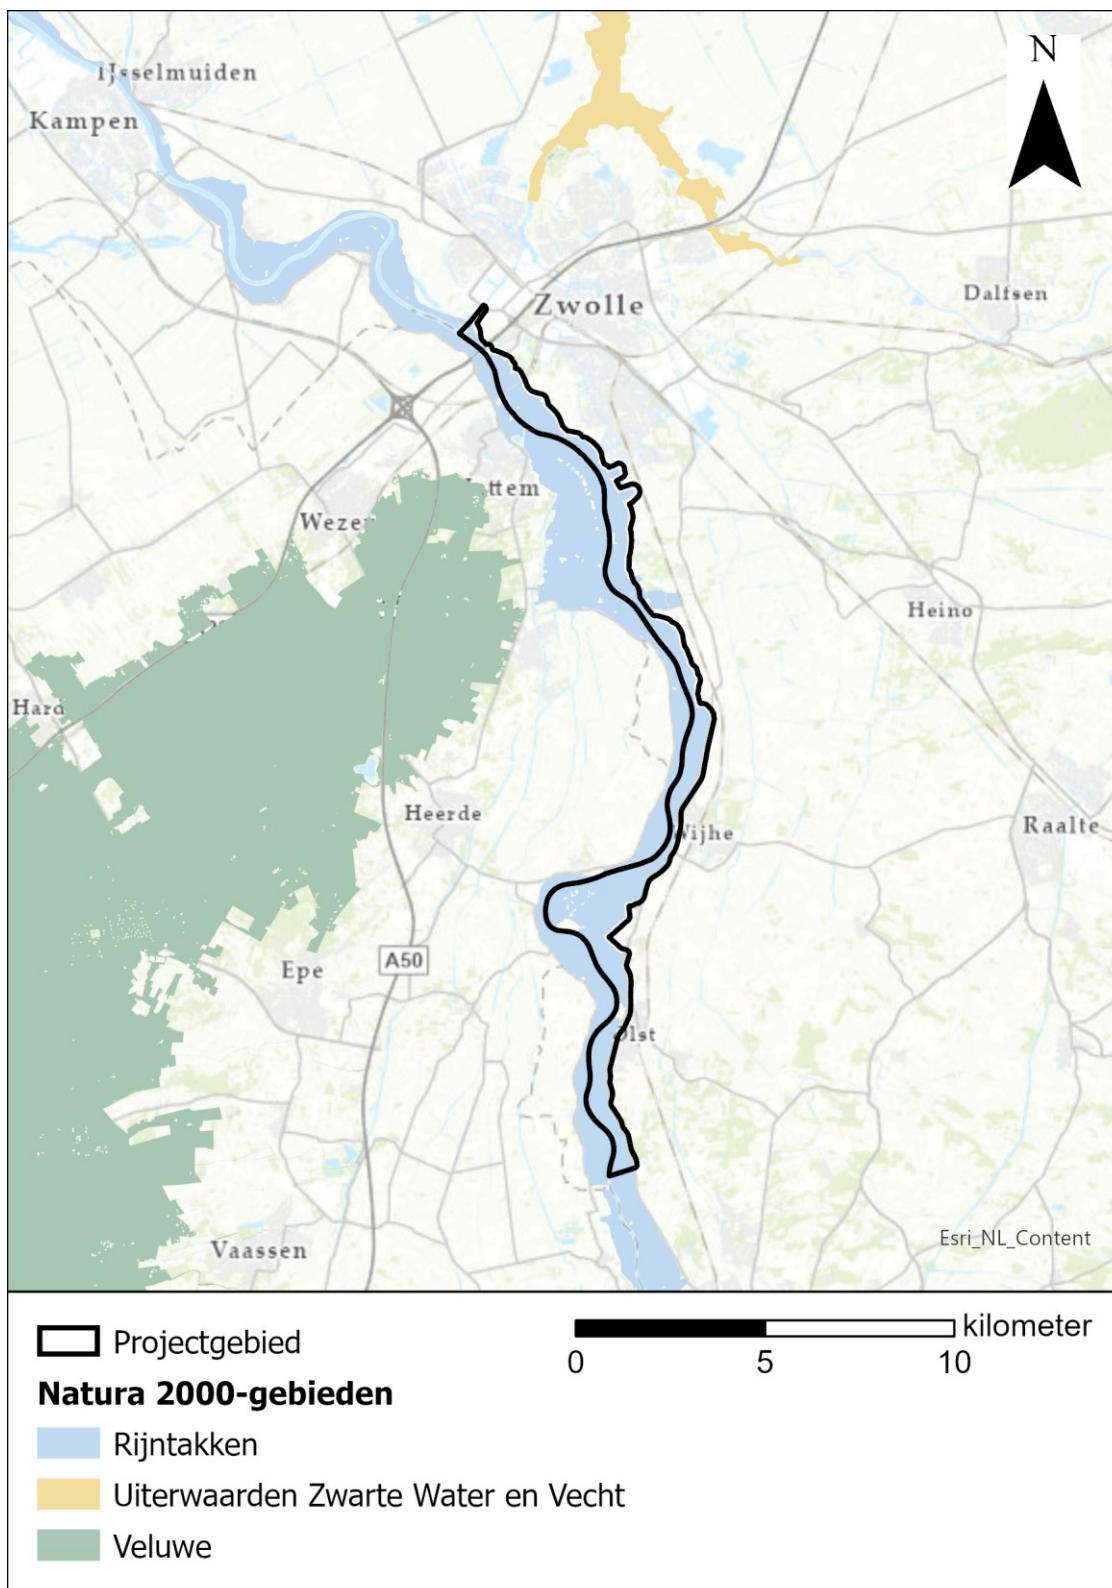 N
IJsselmuiden
Kampen
Zwolle
Dalfsen
ttem
Wezep
Heino
Hard
Heerde
Wijhe
Raalte
Epe
A50
Olst
Vaassen
Esri_NL_Content
Projectgebied
kilometer
0 5 10
Natura 2000-gebieden
Rijntakken
Uiterwaarden Zwarte Water en Vecht
Veluwe